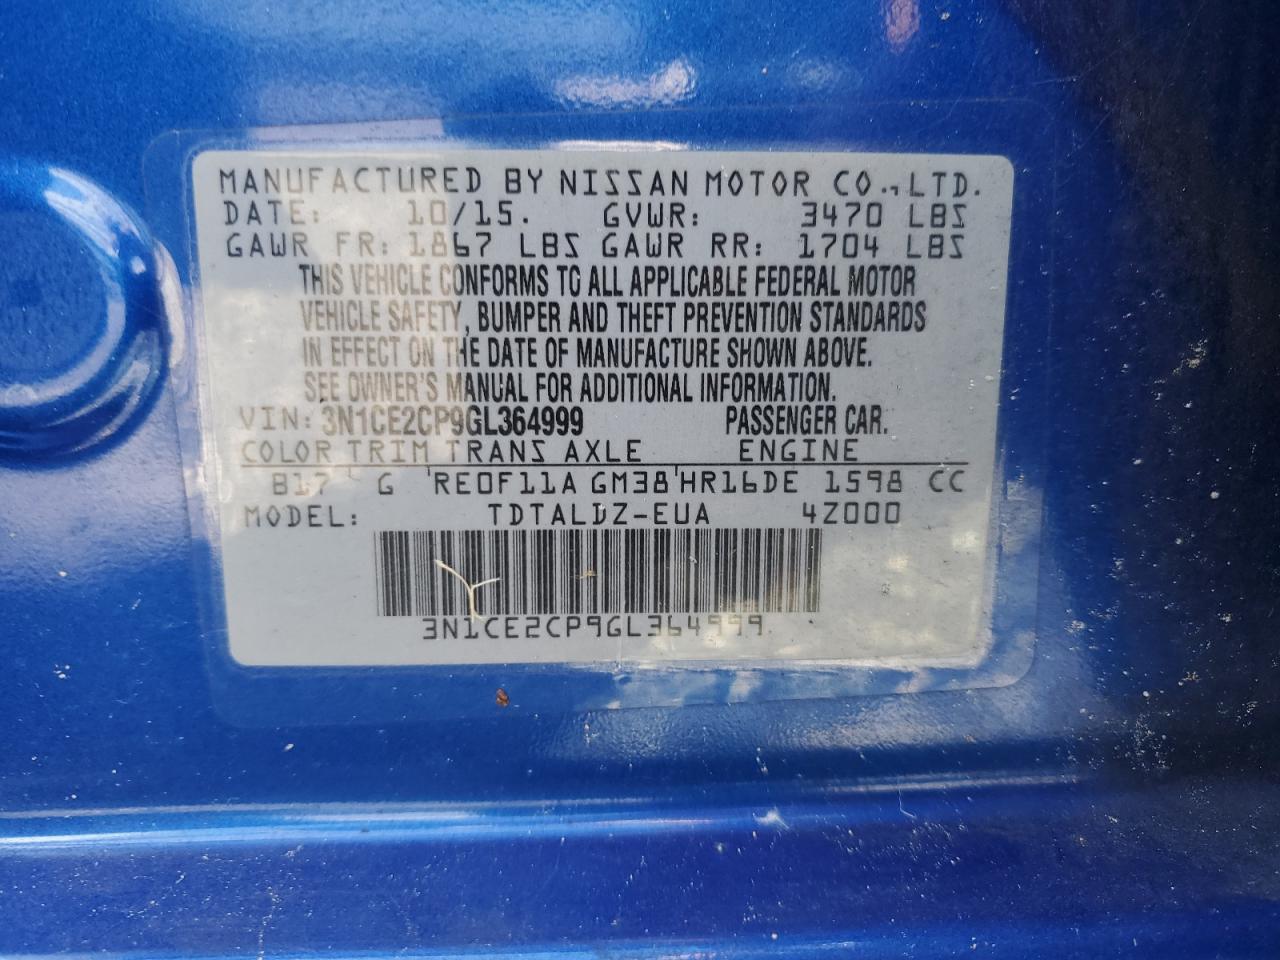 MANUFACTURED BY NISSAN MOTOR CO.,LTD.
DATE: 10/15. GVWR: 3470 LBS
GAWR FR: 1867 LBS GAWR RR: 1704 LBS
THIS VEHICLE CONFORMS TO ALL APPLICABLE FEDERAL MOTOR
VEHICLE SAFETY, BUMPER AND THEFT PREVENTION STANDARDS
IN EFFECT ON THE DATE OF MANUFACTURE SHOWN ABOVE.
SEE OWNER'S MANUAL FOR ADDITIONAL INFORMATION.
VIN: 3N1CE2CP9GL364999 PASSENGER CAR.
COLOR TRIM TRANS AXLE ENGINE
B17 G RE0F11A GM38 HR16DE 1598 CC
MODEL: TDTALDZ-EUA 4Z000
3N1CE2CP9GL364999